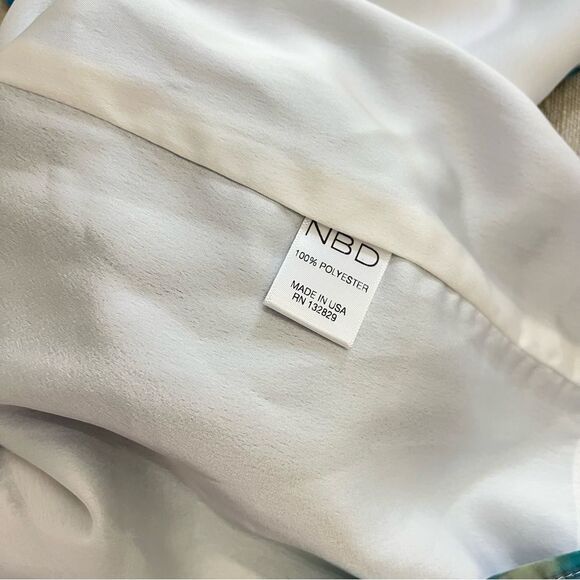 NBD
100% POLYESTER
MADE IN USA
RN 132829